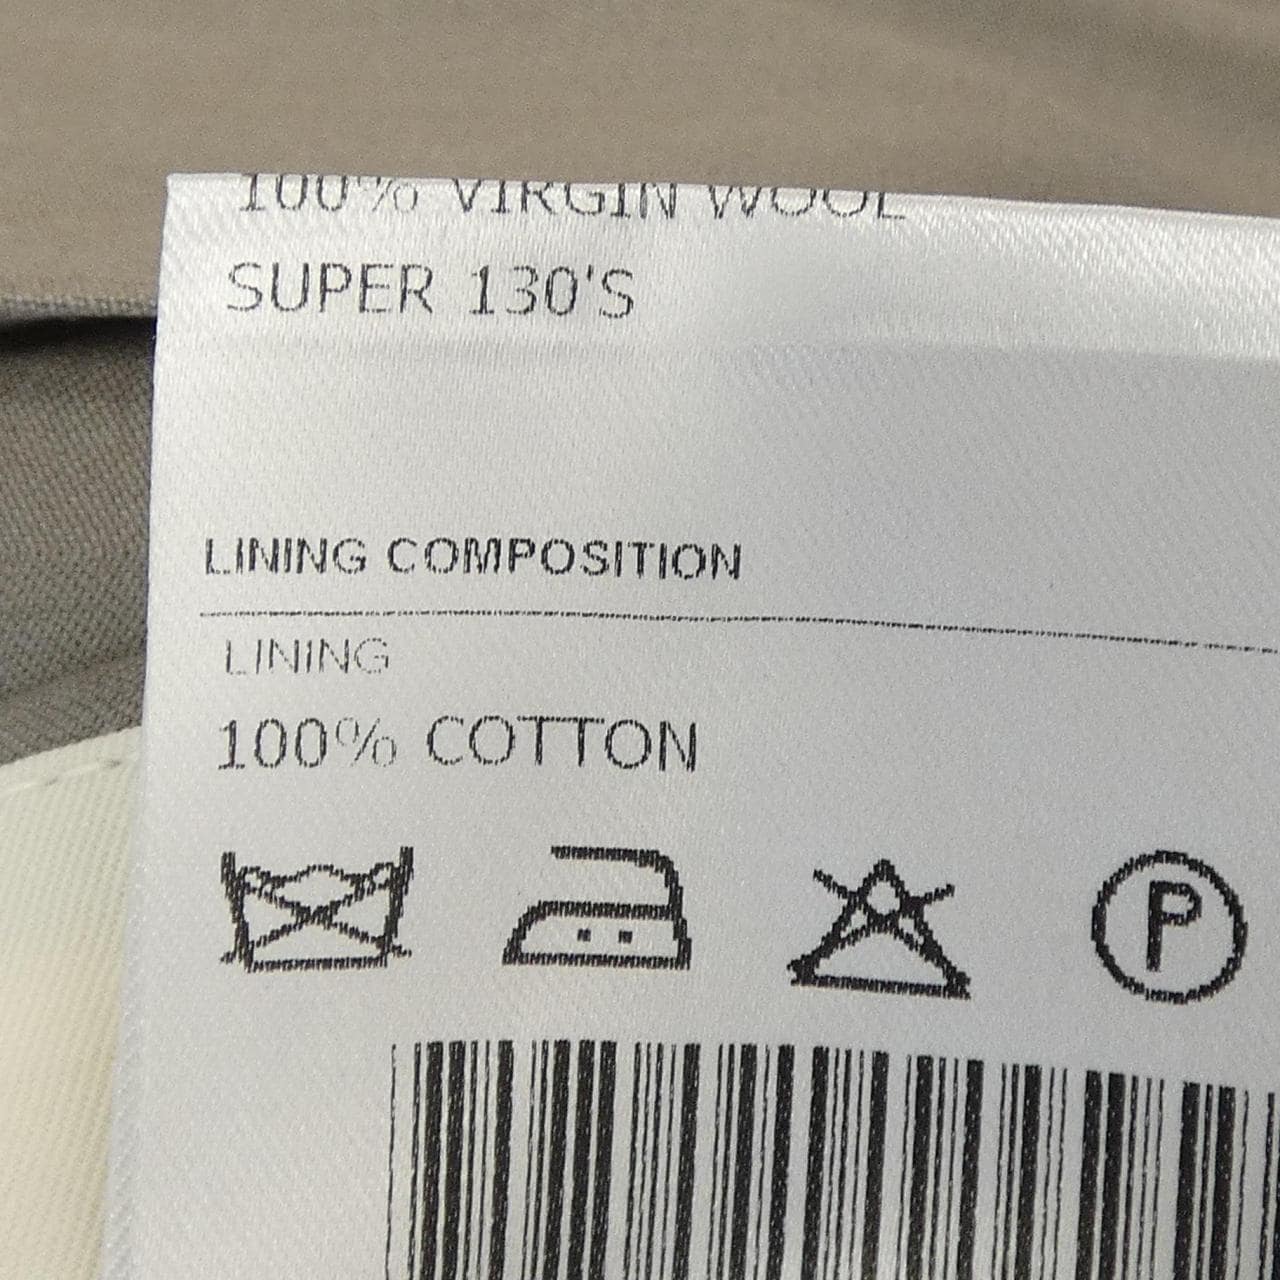 100% VIRGIN WOOL
SUPER 130'S
LINING COMPOSITION
LINING
100% COTTON
P